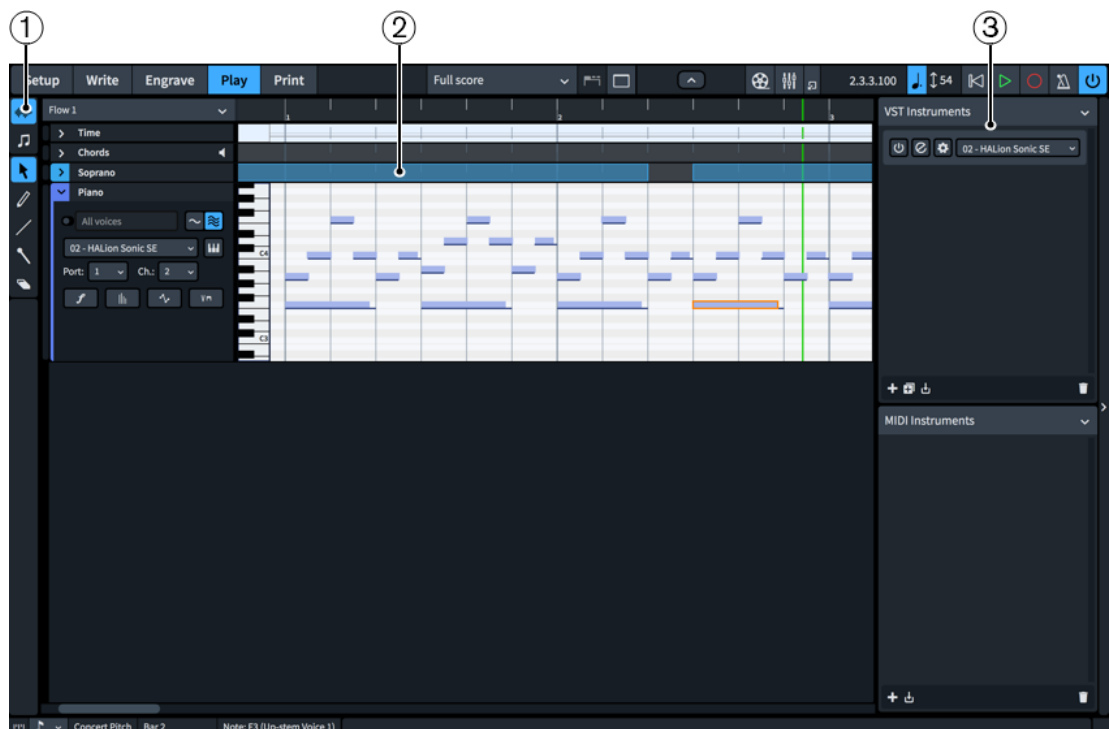 1 2 3
Setup Write Engrave Play Print Full score 2.3.3.100 54
Flow 1 1 2 3 VST Instruments
Time
Chords 02 - HALion Sonic SE
Soprano
Piano
All voices
02 - HALion Sonic SE C4
Port: 1 Ch.: 2
C3
MIDI Instruments
Concert Pitch Bar 2 Note: F3 (Up-stem Voice 1)